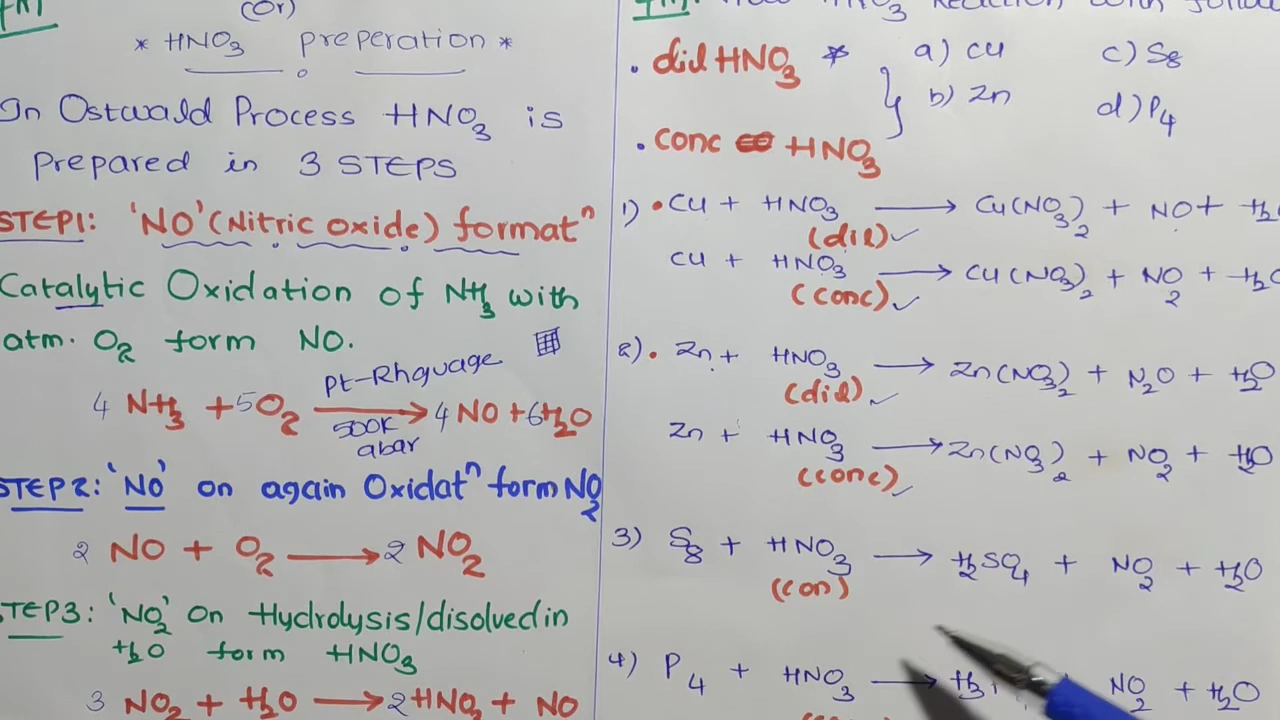 (Or)
* HNO3 preperation *
In Ostwald Process HNO3 is
Prepared in 3 STEPS
STEP1: 'NO' (Nitric oxide) formatn
Catalytic Oxidation of NH3 with
atm. O2 form NO.
Pt-Rhguage
4 NH3 + 5O2 → 4 NO + 6H2O
500K
abar
STEP2: 'NO' on again Oxidatn form NO2
2 NO + O2 → 2 NO2
STEP3: 'NO2' on Hydrolysis/disolved in
H2O form HNO3
3 NO2 + H2O → 2 HNO3 + NO
. dil HNO3 *
. conc HNO3
a) Cu
b) Zn
c) S8
d) P4
1) • Cu + HNO3 → Cu(NO3)2 + NO + H2O
(dil) ✓
Cu + HNO3 → Cu(NO3)2 + NO2 + H2O
(conc) ✓
2) • Zn + HNO3 → Zn(NO3)2 + N2O + H2O
(dil) ✓
Zn + HNO3 → Zn(NO3)2 + NO2 + H2O
(conc) ✓
3) S8 + HNO3 → H2SO4 + NO2 + H2O
(con)
4) P4 + HNO3 → H3 NO2 + H2O